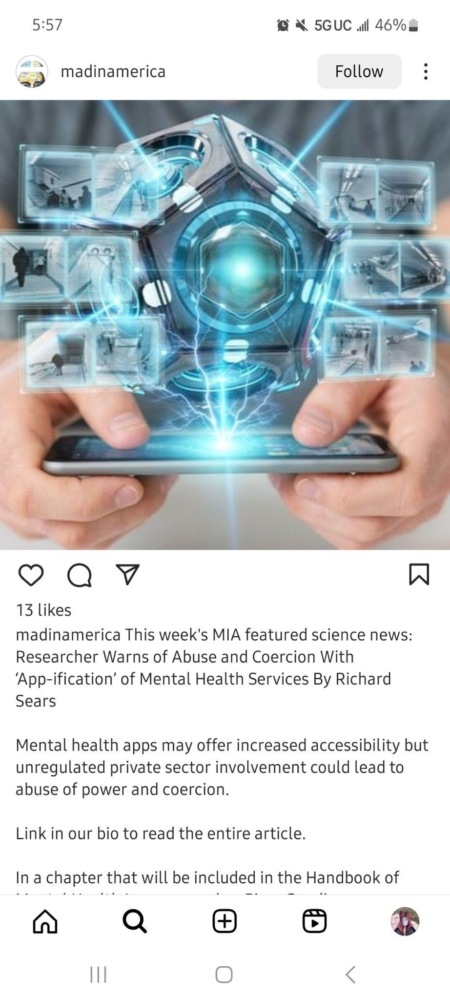 5:57
5G UC
46%
madinamerica
Follow
13 likes
madinamerica This week's MIA featured science news:
Researcher Warns of Abuse and Coercion With
‘App-ification’ of Mental Health Services By Richard
Sears
Mental health apps may offer increased accessibility but
unregulated private sector involvement could lead to
abuse of power and coercion.
Link in our bio to read the entire article.
In a chapter that will be included in the Handbook of